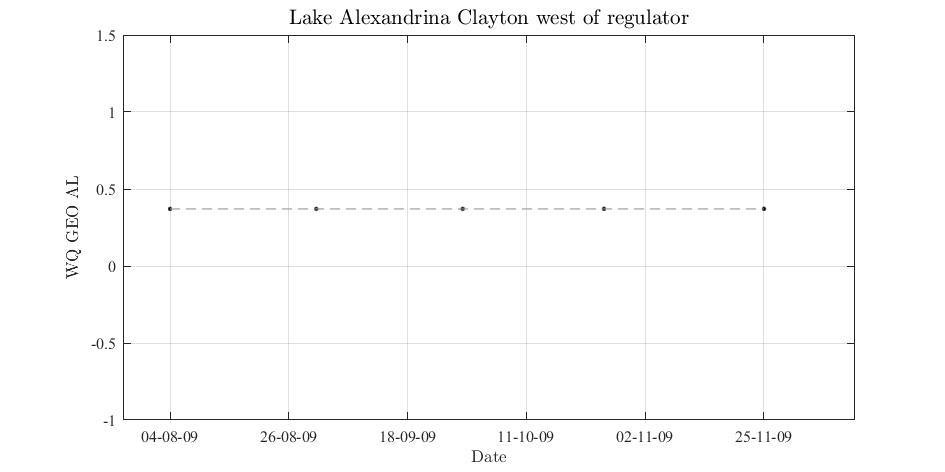 Lake Alexandrina Clayton west of regulator
1.5
1
0.5
0
-0.5
-1
WQ GEO AL
04-08-09 26-08-09 18-09-09 11-10-09 02-11-09 25-11-09
Date